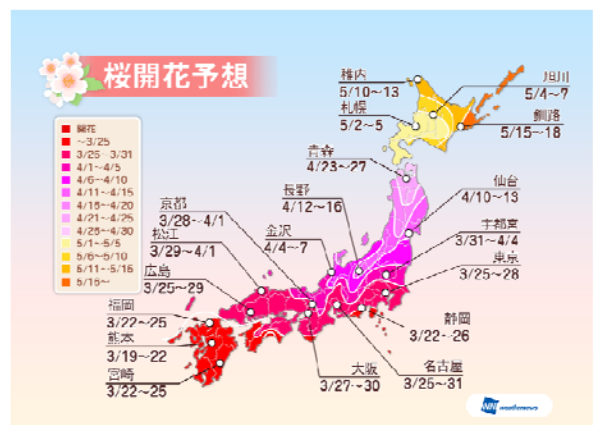 桜開花予想
開花
～3/25
3/26～3/31
4/1～4/5
4/6～4/10
4/11～4/15
4/16～4/20
4/21～4/25
4/26～4/30
5/1～5/5
5/6～5/10
5/11～5/15
5/16～
稚内
5/10～13
旭川
5/4～7
札幌
5/2～5
釧路
5/15～18
青森
4/23～27
仙台
4/10～13
長野
4/12～16
京都
3/28～4/1
金沢
4/4～7
宇都宮
3/31～4/4
松江
3/29～4/1
東京
3/25～28
広島
3/25～29
福岡
3/22～25
静岡
3/22～26
熊本
3/19～22
宮崎
3/22～25
大阪
3/27～30
名古屋
3/25～31
weathernews